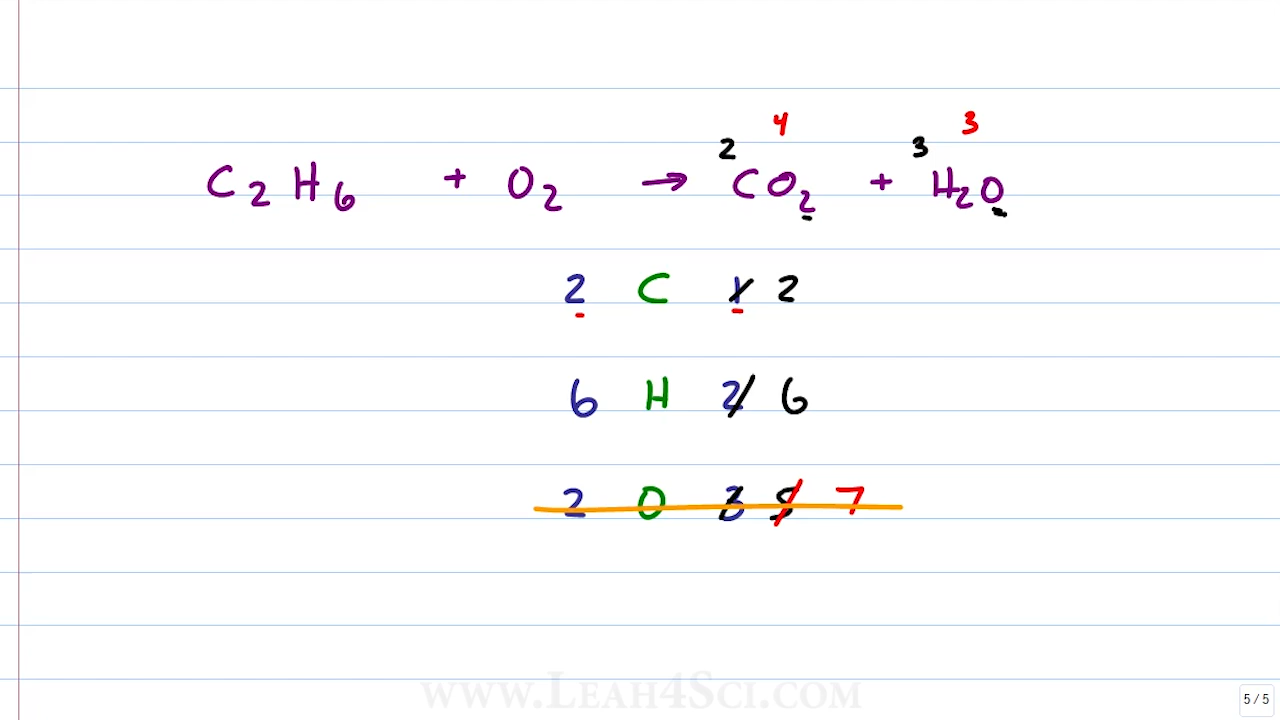 4 3
2 3
C2H6 + O2 → CO2 + H2O
2 C 1 2
6 H 2 6
2 O 3 5 7
www.Leah4Sci.com
5 / 5